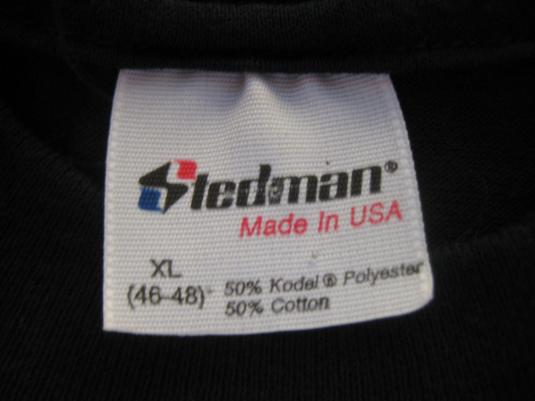 Stedman®
Made In USA
XL
(46-48)
50% Kodel® Polyester
50% Cotton